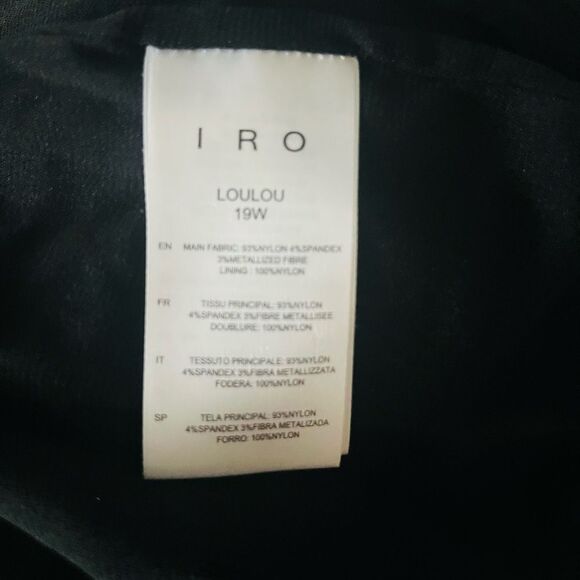 I R O
LOULOU
19W
EN MAIN FABRIC: 93%NYLON 4%SPANDEX
3%METALLIZED FIBRE
LINING : 100%NYLON
FR TISSU PRINCIPAL: 93%NYLON
4%SPANDEX 3%FIBRE METALLISEE
DOUBLURE: 100%NYLON
IT TESSUTO PRINCIPALE: 93%NYLON
4%SPANDEX 3%FIBRA METALLIZZATA
FODERA: 100%NYLON
SP TELA PRINCIPAL: 93%NYLON
4%SPANDEX 3%FIBRA METALIZADA
FORRO: 100%NYLON